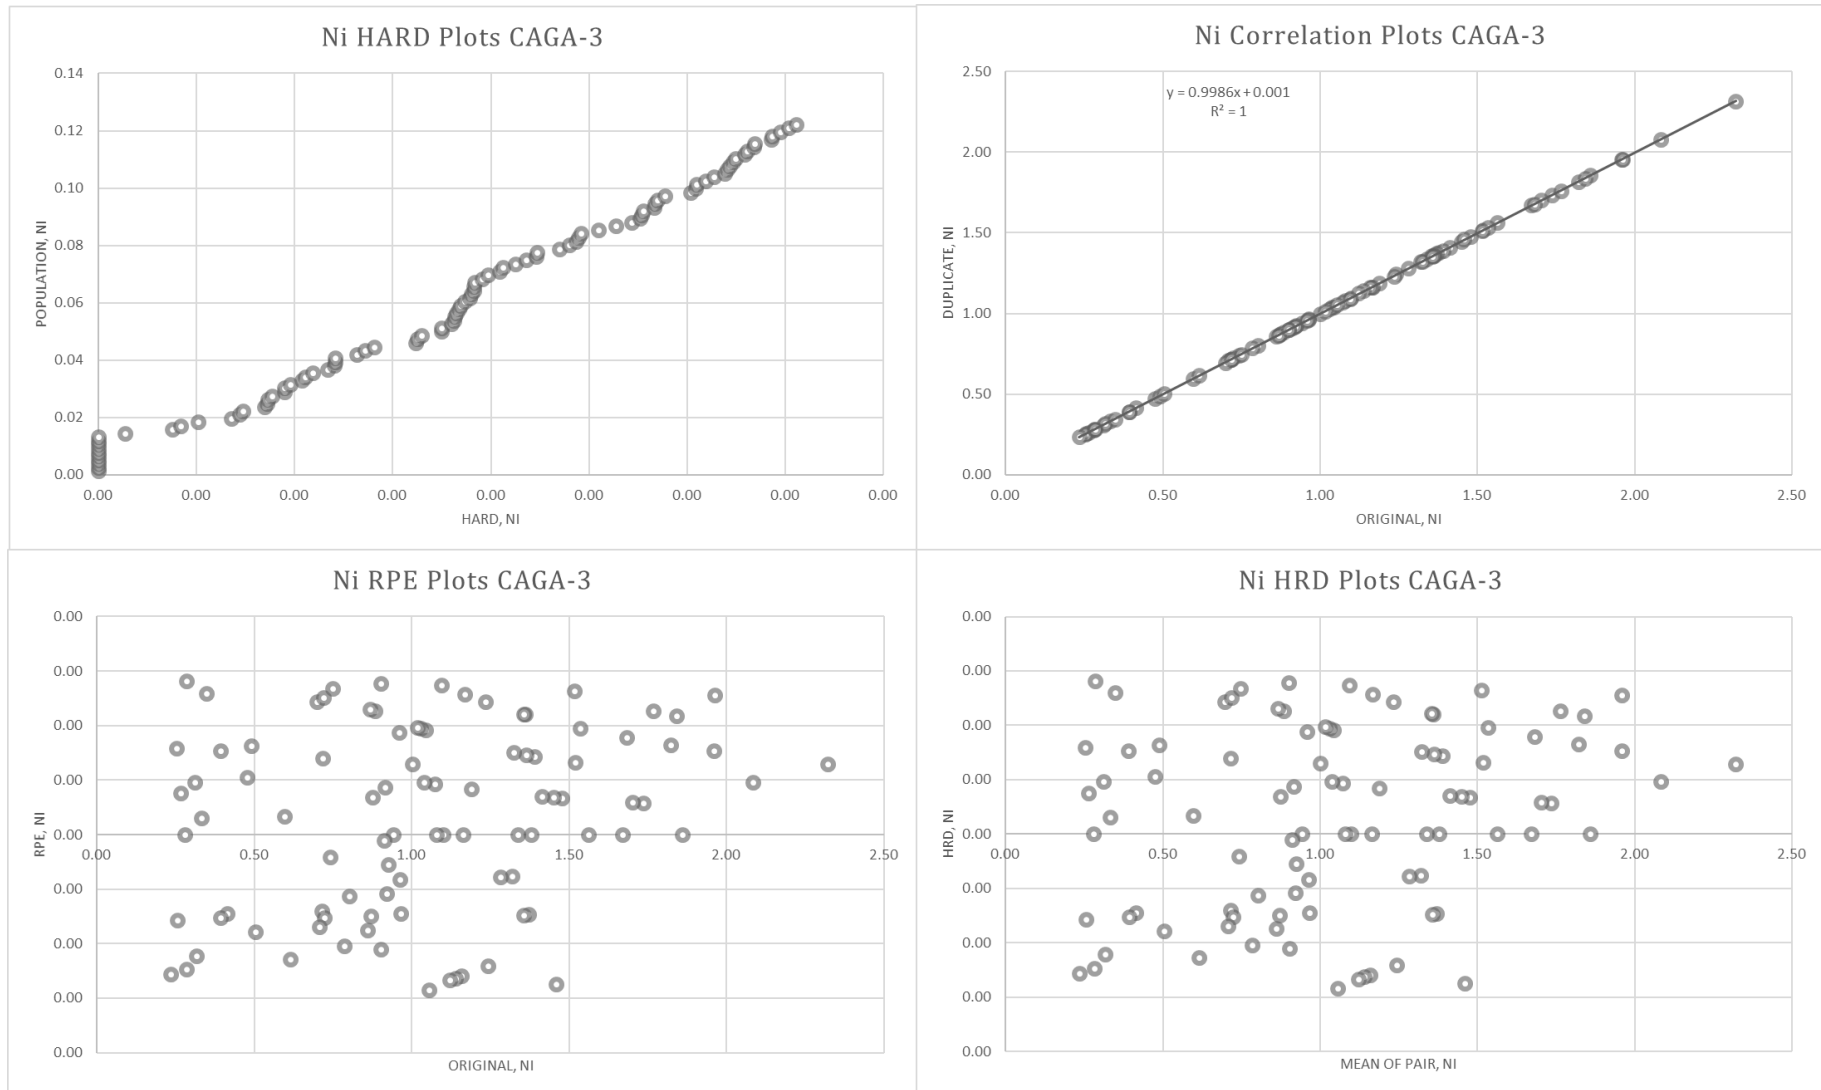 Ni HARD Plots CAGA-3
0.14
0.12
0.10
0.08
0.06
0.04
0.02
0.00
POPULATION, NI
0.00 0.00 0.00 0.00 0.00 0.00 0.00 0.00 0.00
HARD, NI
Ni Correlation Plots CAGA-3
y = 0.9986x + 0.001
R² = 1
2.50
2.00
1.50
1.00
0.50
0.00
DUPLICATE, NI
0.00 0.50 1.00 1.50 2.00 2.50
ORIGINAL, NI
Ni RPE Plots CAGA-3
0.00
0.00
0.00
0.00
0.00
0.00
0.00
0.00
0.00
RPE, NI
0.00 0.50 1.00 1.50 2.00 2.50
ORIGINAL, NI
Ni HRD Plots CAGA-3
0.00
0.00
0.00
0.00
0.00
0.00
0.00
0.00
0.00
HRD, NI
0.00 0.50 1.00 1.50 2.00 2.50
MEAN OF PAIR, NI